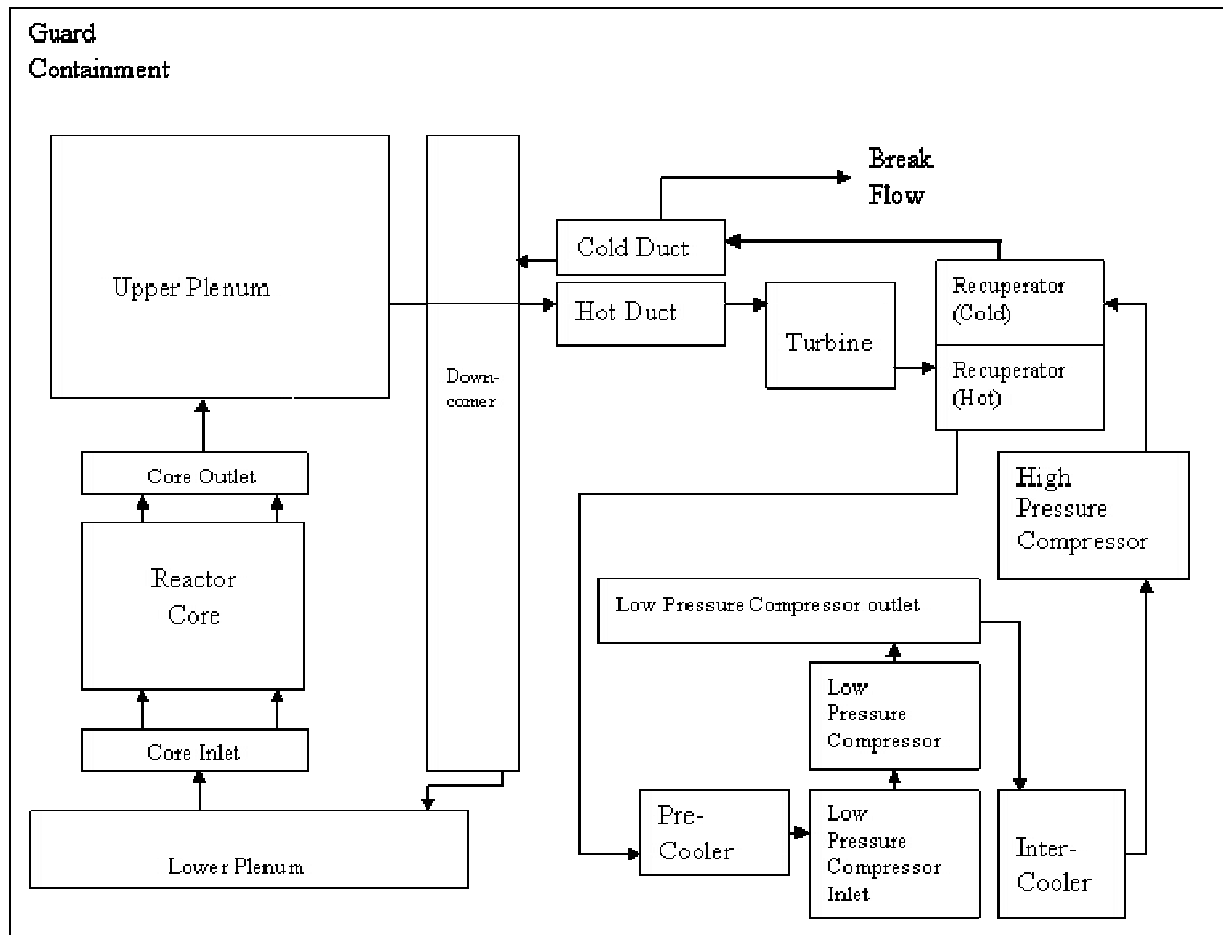 Guard
Containment
Break
Flow
Cold Duct
Upper Plenum
Hot Duct
Turbine
Recuperator
(Cold)
Recuperator
(Hot)
Down-
comer
Core Outlet
High
Pressure
Compressor
Reactor
Core
Low Pressure Compressor outlet
Low
Pressure
Compressor
Core Inlet
Pre-
Cooler
Low
Pressure
Compressor
Inlet
Inter-
Cooler
Lower Plenum